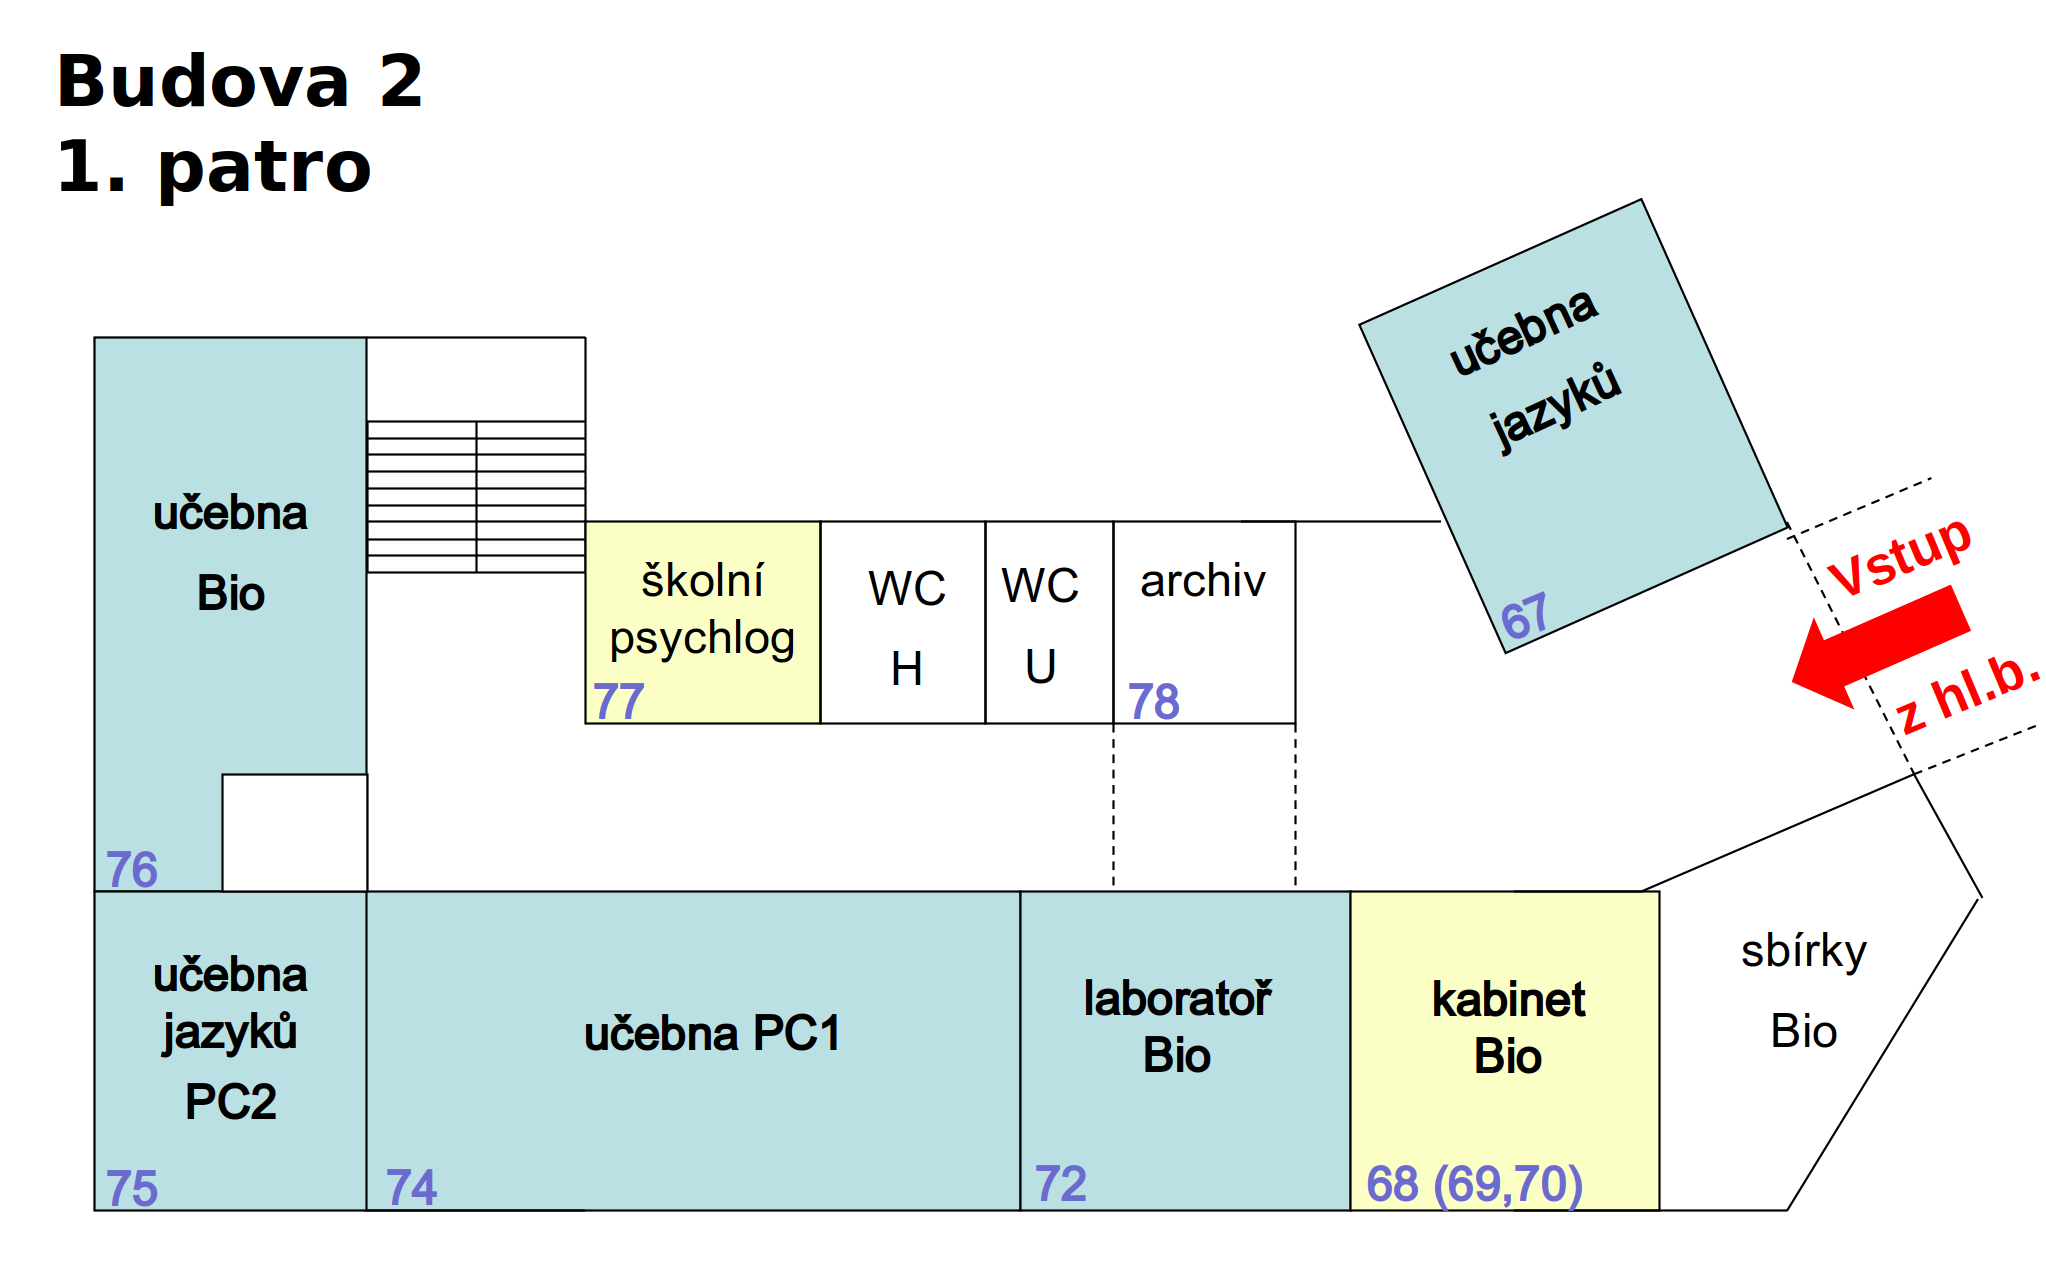 Budova 2
1. patro
učebna
jazyků
67
Vstup
z hl.b.
učebna
Bio
76
školní
psychlog
77
WC
H
WC
U
archiv
78
učebna
jazyků
PC2
75
učebna PC1
74
laboratoř
Bio
72
kabinet
Bio
68 (69,70)
sbírky
Bio